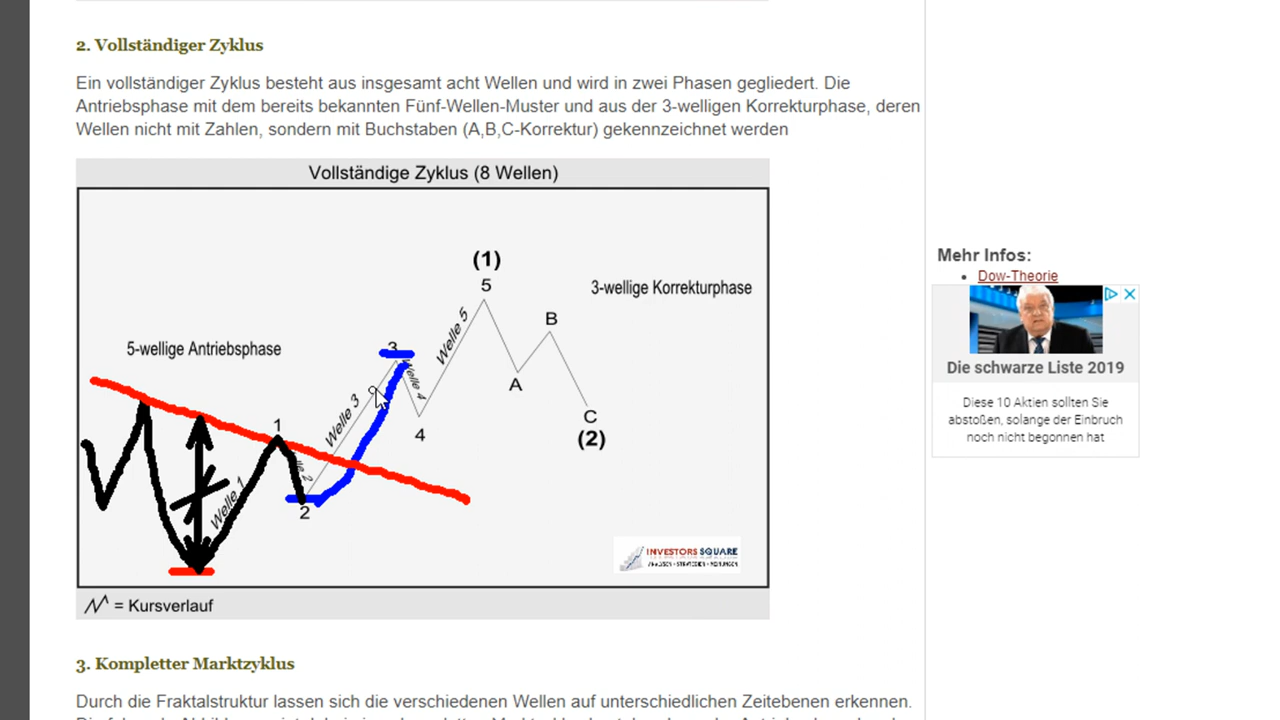 2. Vollständiger Zyklus
Ein vollständiger Zyklus besteht aus insgesamt acht Wellen und wird in zwei Phasen gegliedert. Die
Antriebsphase mit dem bereits bekannten Fünf-Wellen-Muster und aus der 3-welligen Korrekturphase, deren
Wellen nicht mit Zahlen, sondern mit Buchstaben (A,B,C-Korrektur) gekennzeichnet werden
Vollständige Zyklus (8 Wellen)
(1)
5
3-wellige Korrekturphase
B
5-wellige Antriebsphase
3
Welle 5
Welle 4
A
Welle 3
C
(2)
1
4
Welle 1
2
INVESTORS SQUARE
= Kursverlauf
3. Kompletter Marktzyklus
Durch die Fraktalstruktur lassen sich die verschiedenen Wellen auf unterschiedlichen Zeitebenen erkennen.
Mehr Infos:
Dow-Theorie
Die schwarze Liste 2019
Diese 10 Aktien sollten Sie
abstoßen, solange der Einbruch
noch nicht begonnen hat